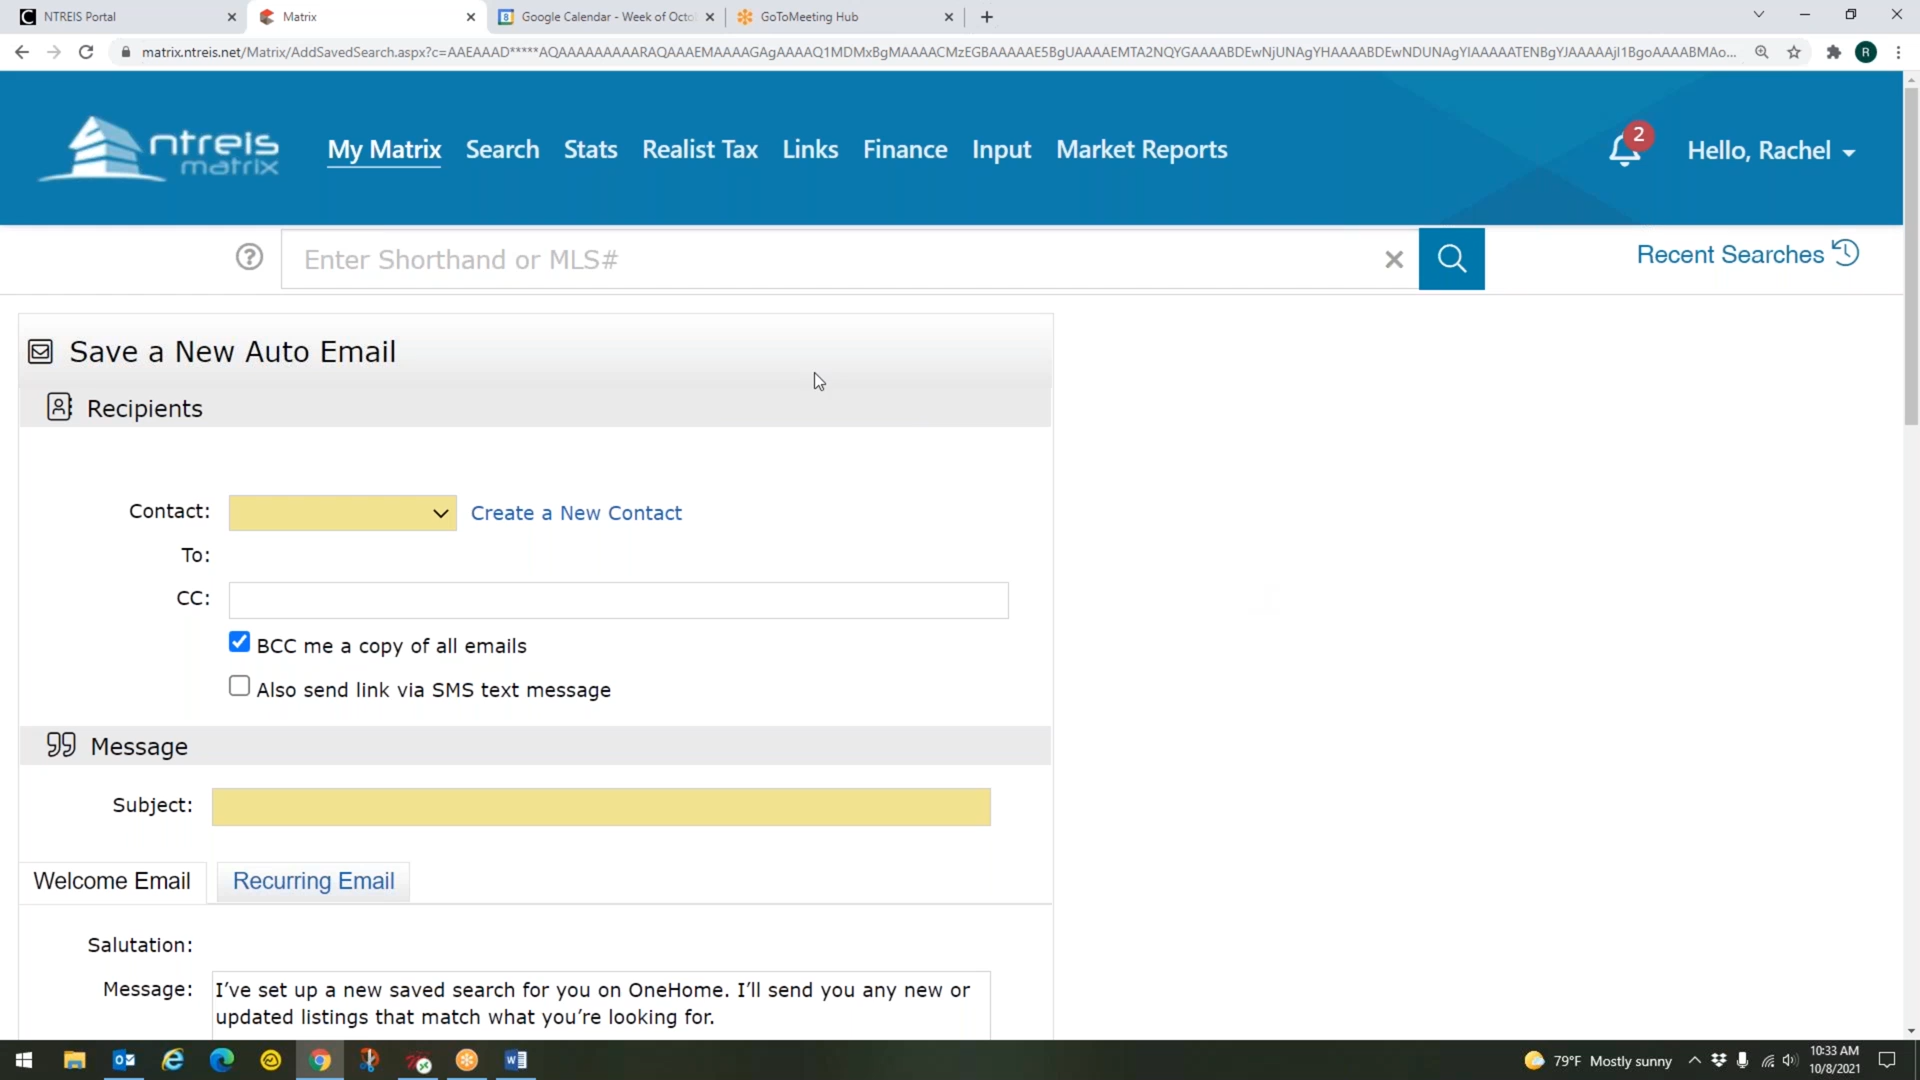 NTREIS Portal
Matrix
Google Calendar - Week of Octo
GoToMeeting Hub
matrix.ntreis.net/Matrix/AddSavedSearch.aspx?c=AAEAAAD*****AQAAAAAAAAARAQAAAEMAAAAGAgAAAAQ1MDMxBgMAAAACMzEGBAAAAAE5BgUAAAAEMTA2NQYGAAAABDEwNjUNAgYHAAAABDEwNDUNAgYIAAAAATENBgYJAAAAAjI1BgoAAAABMAo...
R
ntreis
matrix
My Matrix Search Stats Realist Tax Links Finance Input Market Reports
2
Hello, Rachel
? Enter Shorthand or MLS#
Recent Searches
Save a New Auto Email
Recipients
Contact: Create a New Contact
To:
CC:
BCC me a copy of all emails
Also send link via SMS text message
Message
Subject:
Welcome Email Recurring Email
Salutation:
Message: I've set up a new saved search for you on OneHome. I'll send you any new or
updated listings that match what you're looking for.
79°F Mostly sunny
10:33 AM
10/8/2021